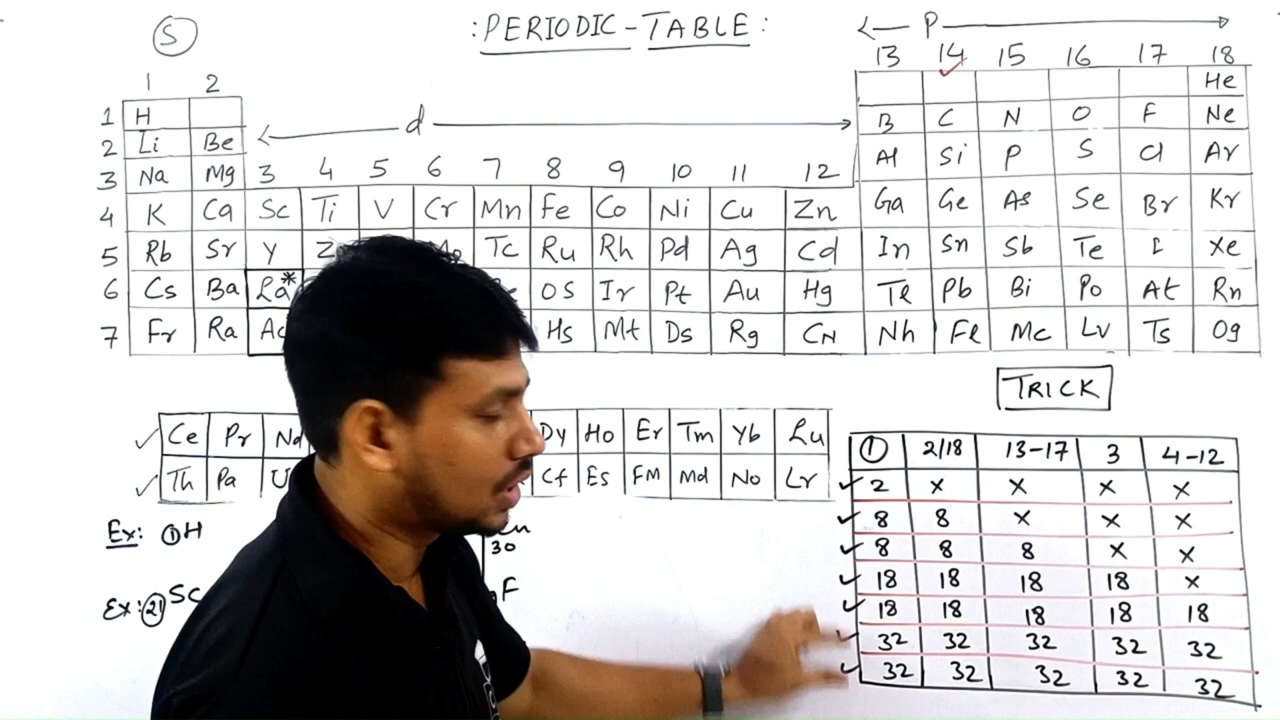 S : PERIODIC-TABLE : P
13 14 15 16 17 18
1 2 He
1 H
d B C N O F Ne
2 Li Be
3 Na Mg 3 4 5 6 7 8 9 10 11 12 Al Si P S Cl Ar
4 K Ca Sc Ti V Cr Mn Fe Co Ni Cu Zn Ga Ge As Se Br Kr
5 Rb Sr Y Tc Ru Rh Pd Ag Cd In Sn Sb Te I Xe
6 Cs Ba La* Os Ir Pt Au Hg Te Pb Bi Po At Rn
7 Fr Ra Ac Hs Mt Ds Rg CN Nh Fl Mc Lv Ts Og
TRICK
Ce Pr Nd Dy Ho Er Tm Yb Lu
Th Pa U Cf Es FM Md No Lr
1 2/18 13-17 3 4-12
2 x x x x
8 8 x x x
8 8 8 x x
18 18 18 18 x
18 18 18 18 18
32 32 32 32 32
32 32 32 32 32
Ex: 1 H
30
Ex: 21 Sc F